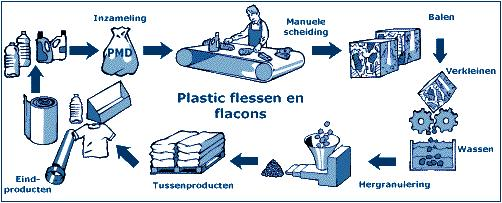 Inzameling
PMD
Manuele
scheiding
Balen
Verkleinen
Plastic flessen en
flacons
Wassen
Hergranulering
Tussenproducten
Eind-
producten